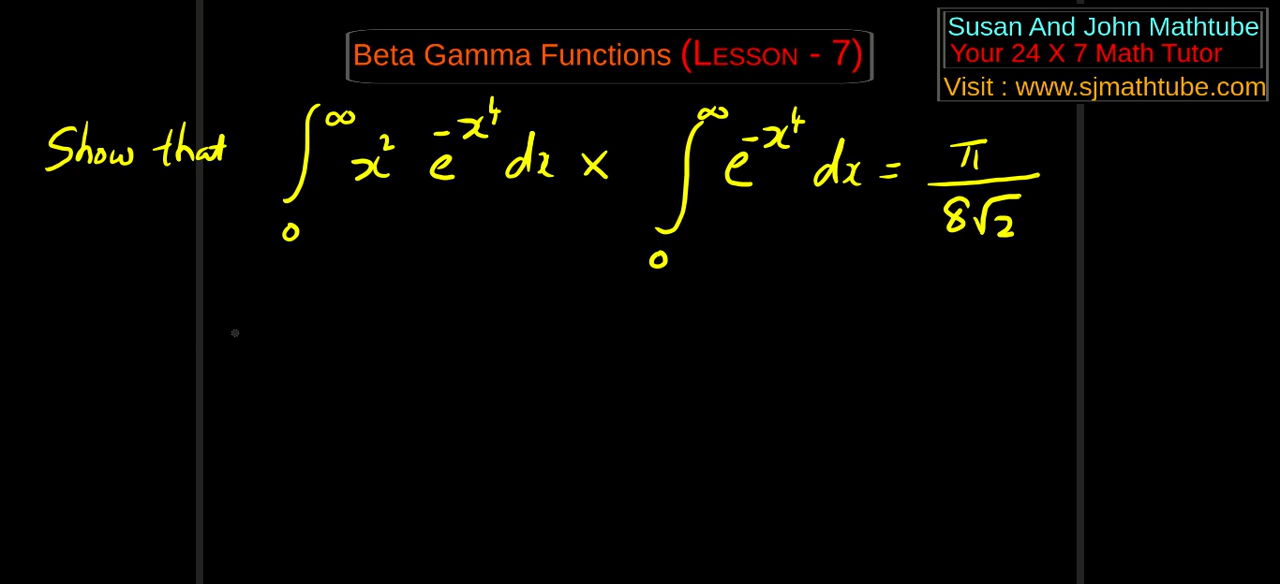 Beta Gamma Functions (Lesson - 7)
Susan And John Mathtube
Your 24 X 7 Math Tutor
Visit : www.sjmathtube.com
Show that ∫₀^∞ x² e^{-x⁴} dx × ∫₀^∞ e^{-x⁴} dx = π/(8√2)